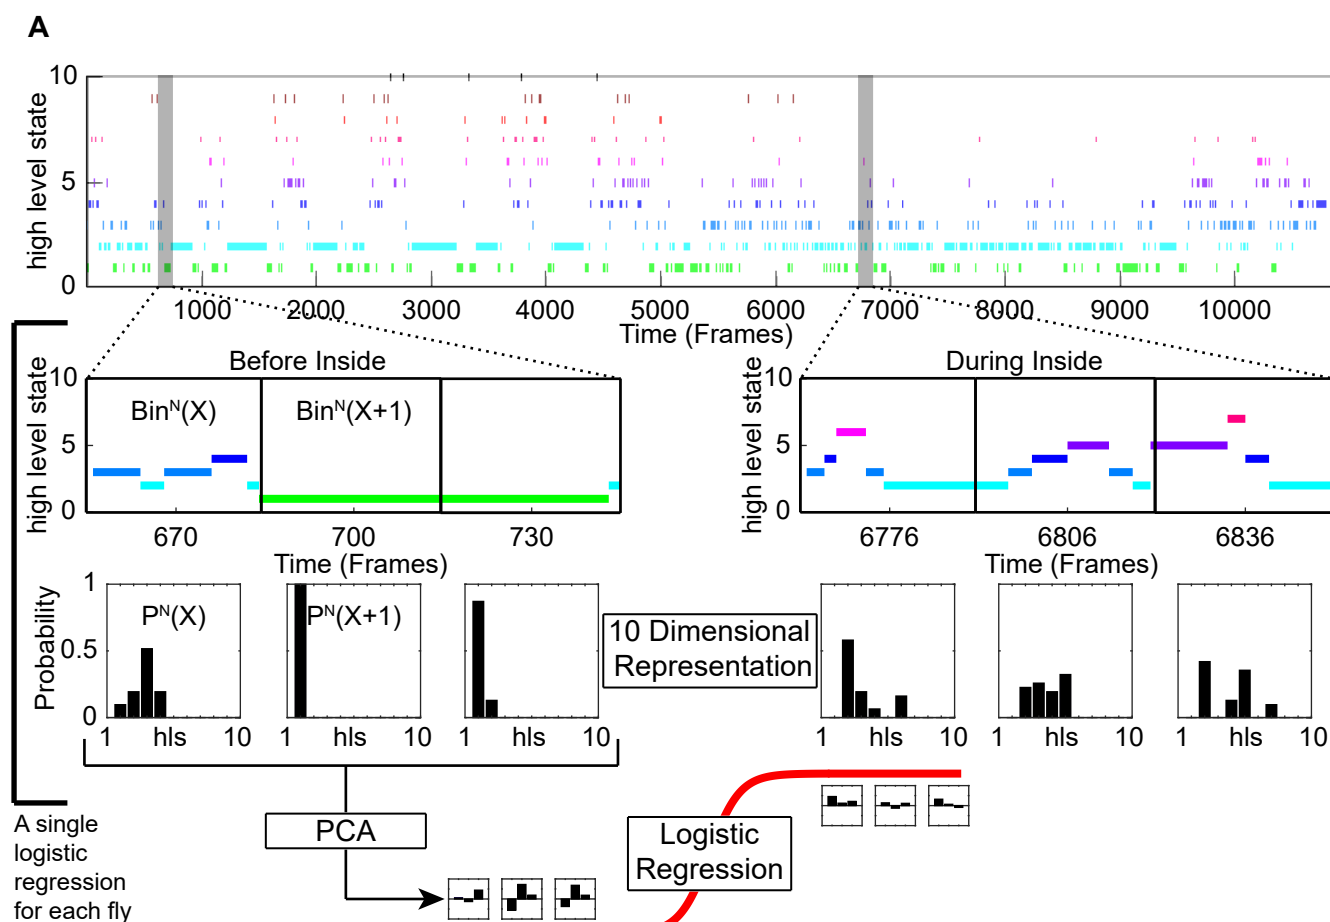 A
high level state
10
5
0
1000 2000 3000 4000 5000 6000 7000 8000 9000 10000
Time (Frames)
Before Inside
high level state
10
5
0
Bin^N(X) Bin^N(X+1)
670 700 730
Time (Frames)
During Inside
high level state
10
5
0
6776 6806 6836
Time (Frames)
Probability
1
0.5
0
P^N(X) P^N(X+1)
1 hls 10 1 hls 10 1 hls 10
10 Dimensional
Representation
1 hls 10 1 hls 10 1 hls 10
PCA
Logistic
Regression
A single
logistic
regression
for each fly